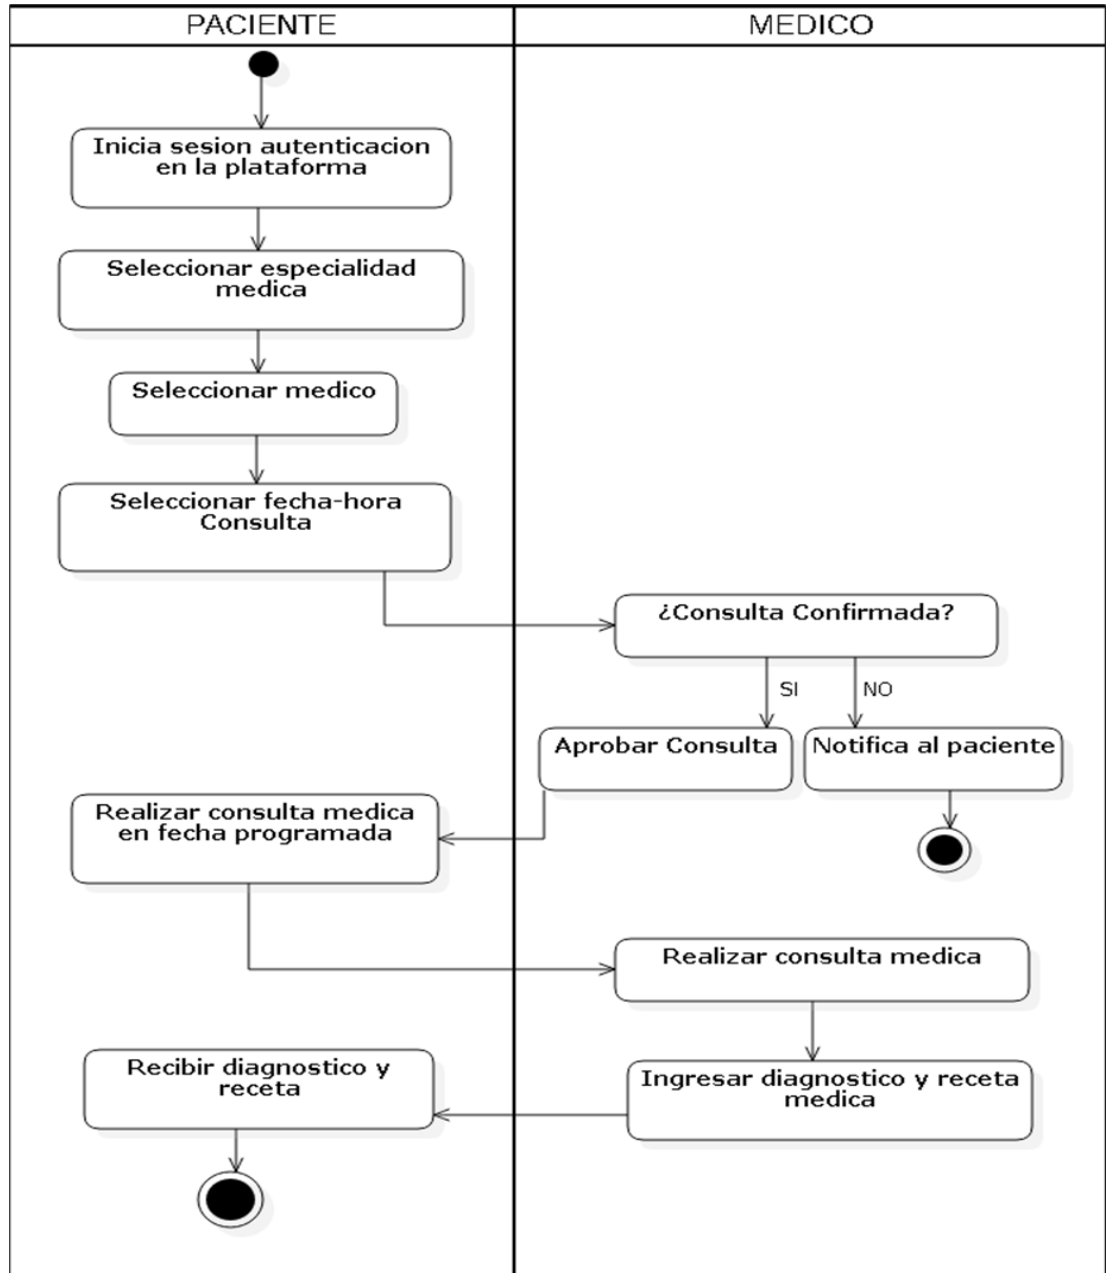 PACIENTE
MEDICO
Inicia sesion autenticacion
en la plataforma
Seleccionar especialidad
medica
Seleccionar medico
Seleccionar fecha-hora
Consulta
¿Consulta Confirmada?
SI
NO
Aprobar Consulta
Notifica al paciente
Realizar consulta medica
en fecha programada
Realizar consulta medica
Recibir diagnostico y
receta
Ingresar diagnostico y receta
medica